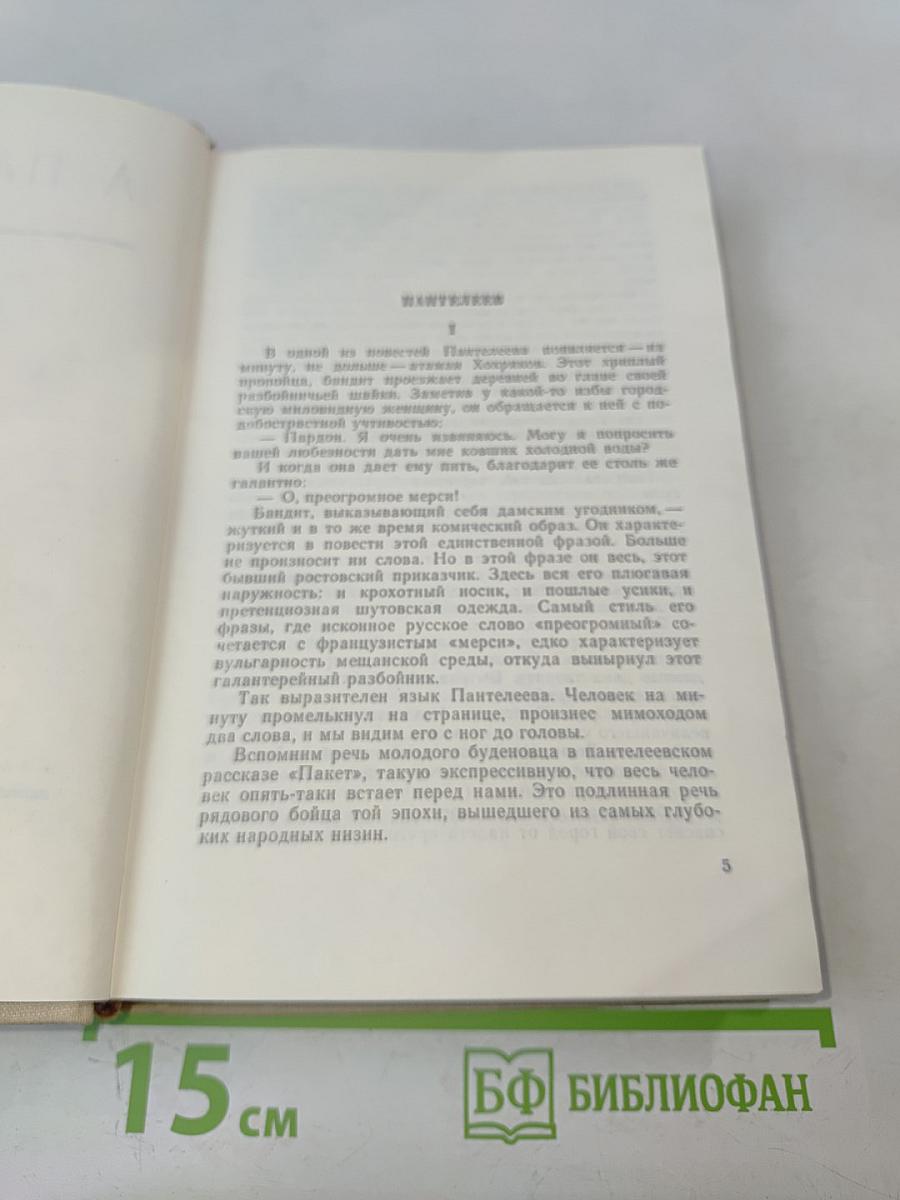 ПАНТЕЛЕЕВ
I
В одной из повестей Пантелеева появляется — на
минуту, не дольше — атаман Хохряков. Этот хриплый
пропойца, бандит проезжает деревней во главе своей
разбойничьей шайки. Заметив у какой-то избы город-
скую миловидную женщину, он обращается к ней с по-
добострастной учтивостью:
— Пардон. Я очень извиняюсь. Могу я попросить
вашей любезности дать мне ковшик холодной воды?
И когда она дает ему пить, благодарит ее столь же
галантно:
— О, преогромное мерси!
Бандит, выказывающий себя дамским угодником, —
жуткий и в то же время комический образ. Он характе-
ризуется в повести этой единственной фразой. Больше
не произносит ни слова. Но в этой фразе он весь, этот
бывший ростовский приказчик. Здесь вся его плюгавая
наружность: и крохотный носик, и пошлые усики, и
претенциозная шутовская одежда. Самый стиль его
фразы, где исконное русское слово «преогромный» со-
четается с французистым «мерси», едко характеризует
вульгарность мещанской среды, откуда вынырнул этот
галантерейный разбойник.
Так выразителен язык Пантелеева. Человек на ми-
нуту промелькнул на странице, произнес мимоходом
два слова, и мы видим его с ног до головы.
Вспомним речь молодого буденовца в пантелеевском
рассказе «Пакет», такую экспрессивную, что весь чело-
век опять-таки встает перед нами. Это подлинная речь
рядового бойца той эпохи, вышедшего из самых глубо-
ких народных низин.
5
15 см
БФ БИБЛИОФАН